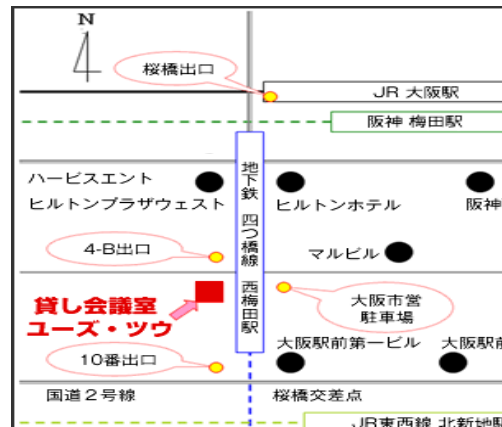 N
桜橋出口
JR 大阪駅
阪神 梅田駅
ハービスエント
ヒルトンプラザウェスト
地下鉄 四つ橋線 西梅田駅
ヒルトンホテル
阪神
4-B出口
マルビル
貸し会議室
ユーズ・ツウ
大阪市営
駐車場
10番出口
大阪駅前第一ビル
大阪駅前
国道2号線
桜橋交差点
JR東西線 北新地駅